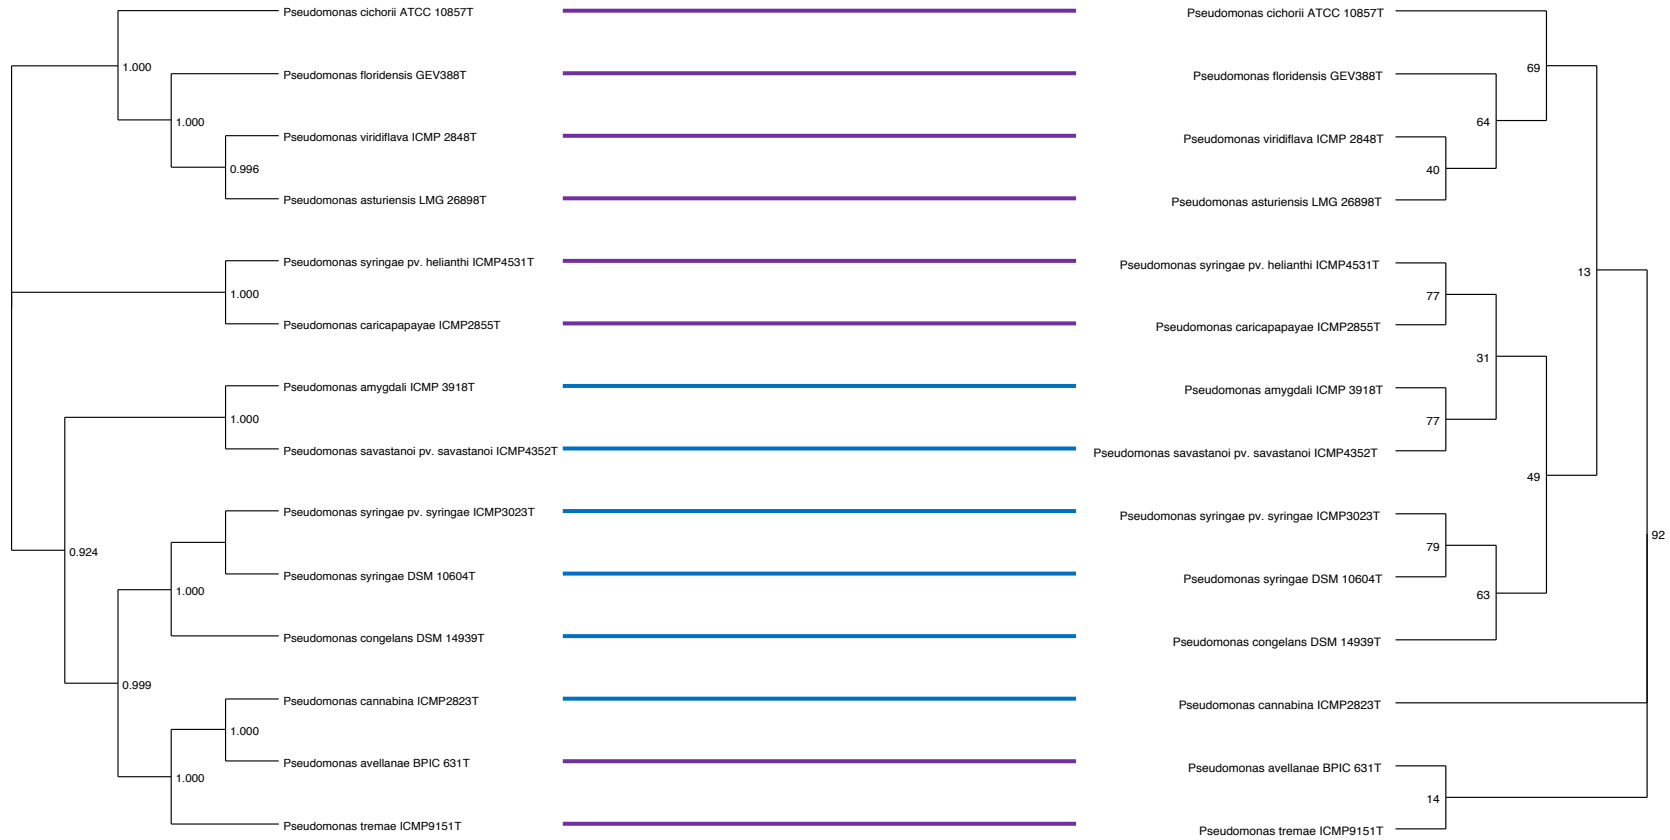 Pseudomonas cichorii ATCC 10857T
Pseudomonas cichorii ATCC 10857T
1.000
69
Pseudomonas floridensis GEV388T
Pseudomonas floridensis GEV388T
1.000
64
Pseudomonas viridiflava ICMP 2848T
Pseudomonas viridiflava ICMP 2848T
0.996
40
Pseudomonas asturiensis LMG 26898T
Pseudomonas asturiensis LMG 26898T
Pseudomonas syringae pv. helianthi ICMP4531T
Pseudomonas syringae pv. helianthi ICMP4531T
13
1.000
77
Pseudomonas caricapapayae ICMP2855T
Pseudomonas caricapapayae ICMP2855T
31
Pseudomonas amygdali ICMP 3918T
Pseudomonas amygdali ICMP 3918T
1.000
77
Pseudomonas savastanoi pv. savastanoi ICMP4352T
Pseudomonas savastanoi pv. savastanoi ICMP4352T
49
Pseudomonas syringae pv. syringae ICMP3023T
Pseudomonas syringae pv. syringae ICMP3023T
92
0.924
79
Pseudomonas syringae DSM 10604T
Pseudomonas syringae DSM 10604T
1.000
63
Pseudomonas congelans DSM 14939T
Pseudomonas congelans DSM 14939T
0.999
Pseudomonas cannabina ICMP2823T
Pseudomonas cannabina ICMP2823T
1.000
Pseudomonas avellanae BPIC 631T
Pseudomonas avellanae BPIC 631T
1.000
14
Pseudomonas tremae ICMP9151T
Pseudomonas tremae ICMP9151T